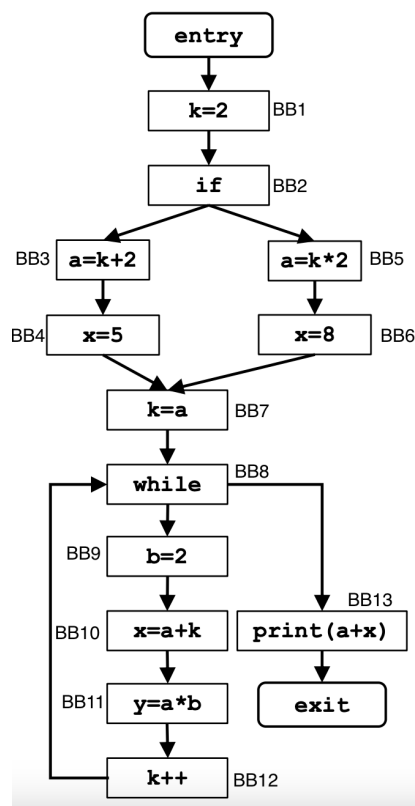 entry
k=2 BB1
if BB2
BB3 a=k+2 a=k*2 BB5
BB4 x=5 x=8 BB6
k=a BB7
while BB8
BB9 b=2
BB13
BB10 x=a+k print(a+x)
BB11 y=a*b exit
k++ BB12